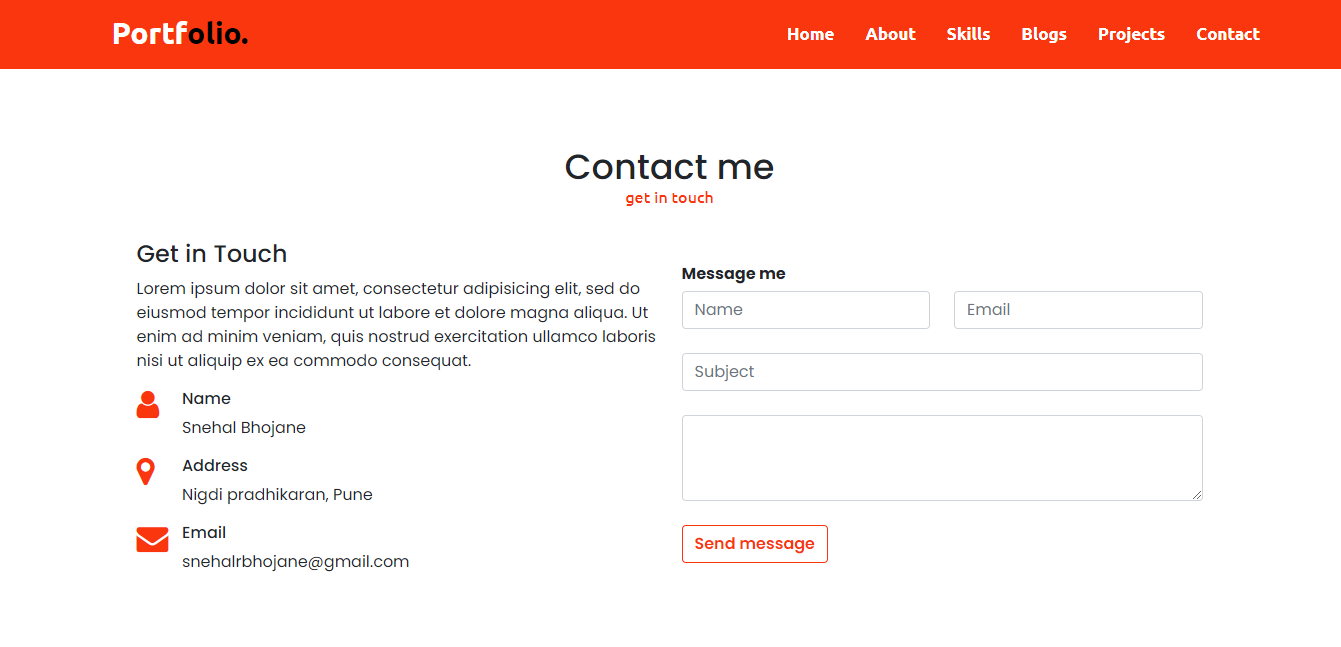 Portfolio.
Home About Skills Blogs Projects Contact
Contact me
get in touch
Get in Touch
Lorem ipsum dolor sit amet, consectetur adipisicing elit, sed do
eiusmod tempor incididunt ut labore et dolore magna aliqua. Ut
enim ad minim veniam, quis nostrud exercitation ullamco laboris
nisi ut aliquip ex ea commodo consequat.
Name
Snehal Bhojane
Address
Nigdi pradhikaran, Pune
Email
snehalrbhojane@gmail.com
Message me
Name Email
Subject
Send message